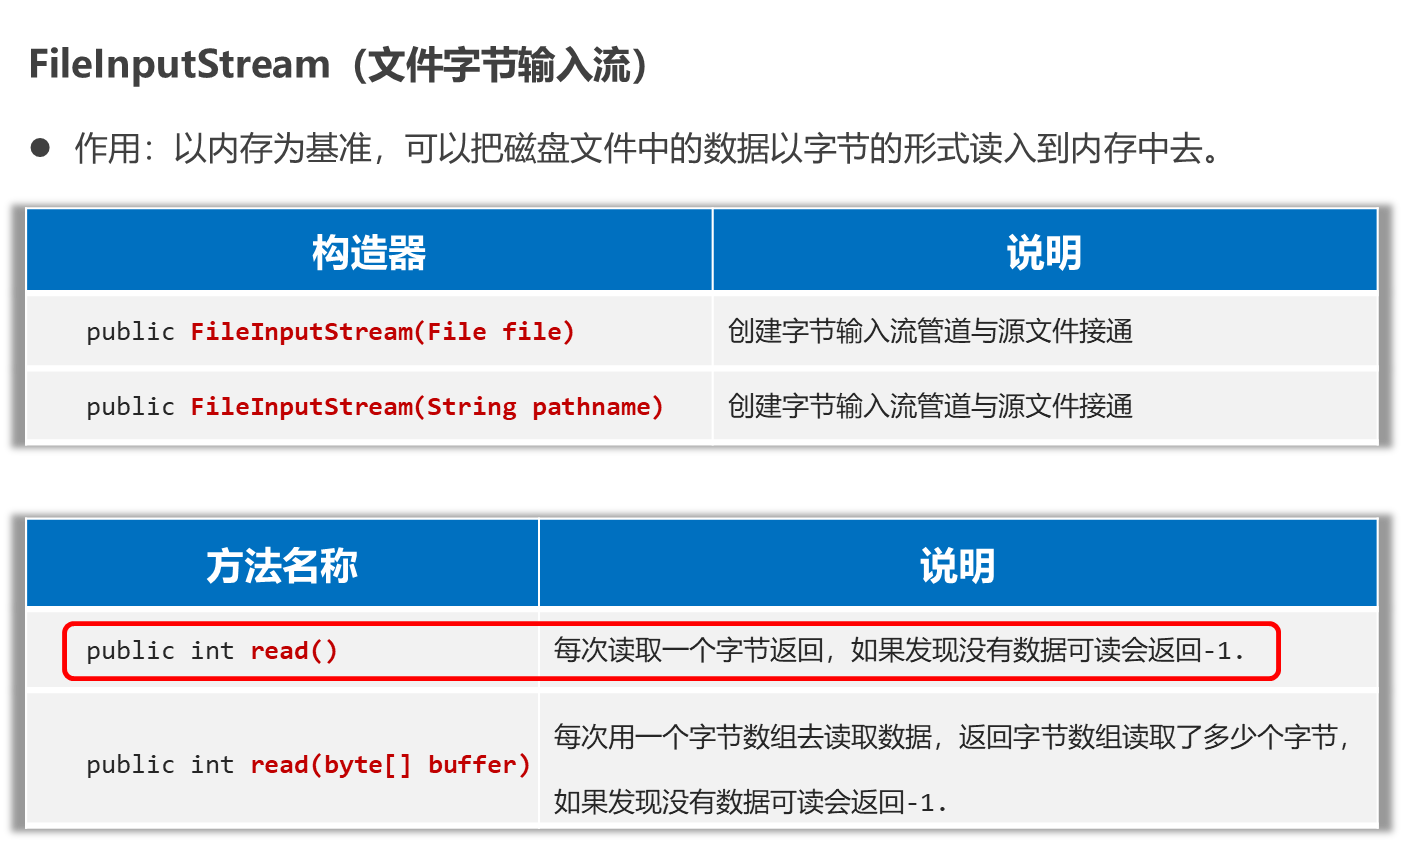 FileInputStream（文件字节输入流）
● 作用：以内存为基准，可以把磁盘文件中的数据以字节的形式读入到内存中去。
构造器 说明
public FileInputStream(File file) 创建字节输入流管道与源文件接通
public FileInputStream(String pathname) 创建字节输入流管道与源文件接通
方法名称 说明
public int read() 每次读取一个字节返回，如果发现没有数据可读会返回-1.
public int read(byte[] buffer) 每次用一个字节数组去读取数据，返回字节数组读取了多少个字节，
如果发现没有数据可读会返回-1.